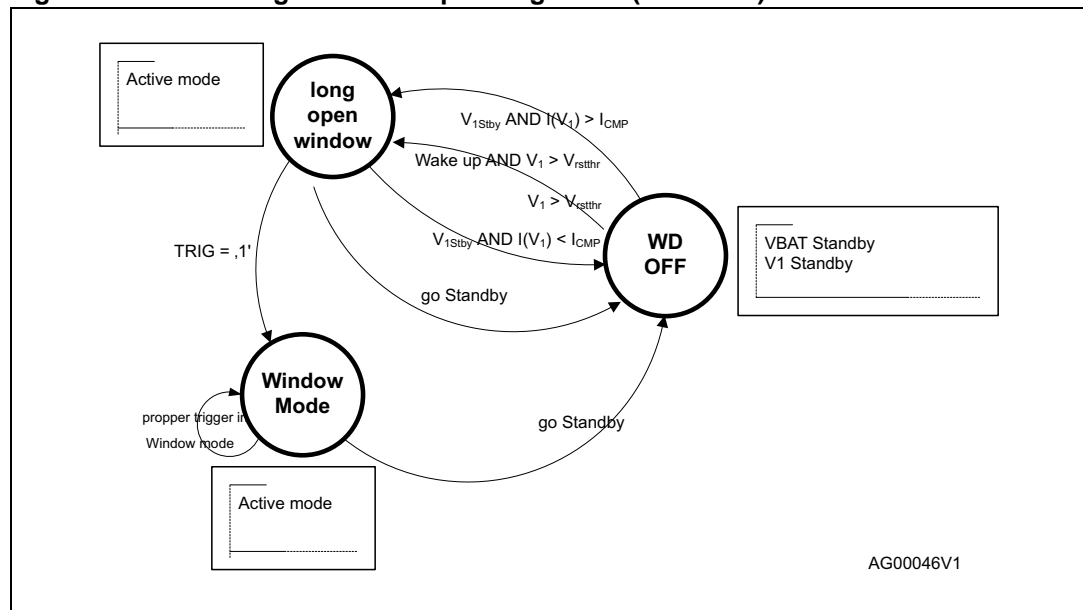 Active mode
long
open
window
V1Stby AND I(V1) > ICMP
Wake up AND V1 > Vrstthr
V1 > Vrstthr
V1Stby AND I(V1) < ICMP
WD
OFF
VBAT Standby
V1 Standby
TRIG = ‚1'
go Standby
Window
Mode
propper trigger in
Window mode
go Standby
Active mode
AG00046V1